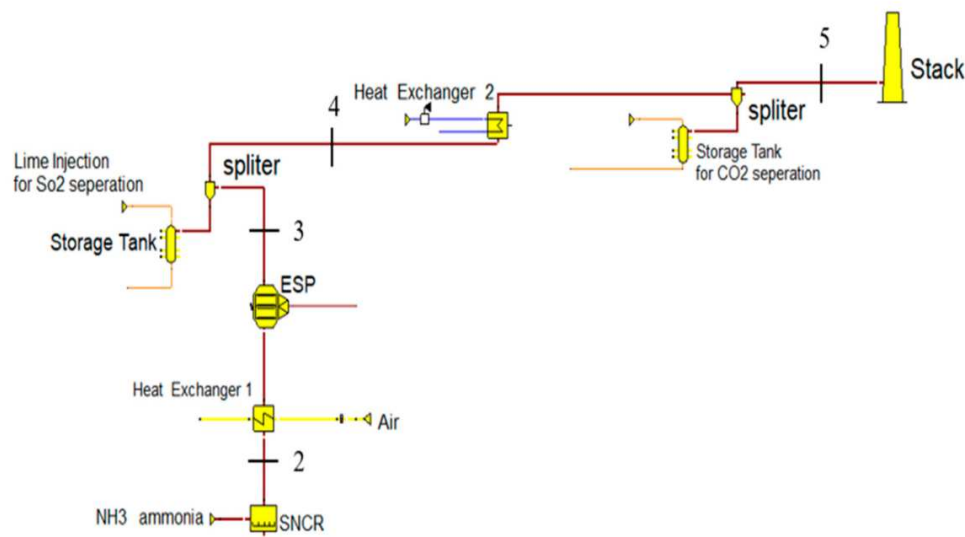 5
Stack
Heat Exchanger 2
4
spliter
Storage Tank
for CO2 seperation
Lime Injection
for So2 seperation
spliter
Storage Tank
3
ESP
Heat Exchanger 1
Air
2
NH3 ammonia
SNCR